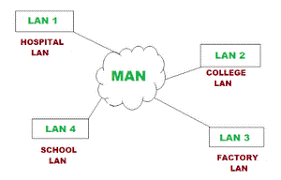 LAN 1
HOSPITAL
LAN
LAN 2
COLLEGE
LAN
MAN
LAN 4
SCHOOL
LAN
LAN 3
FACTORY
LAN